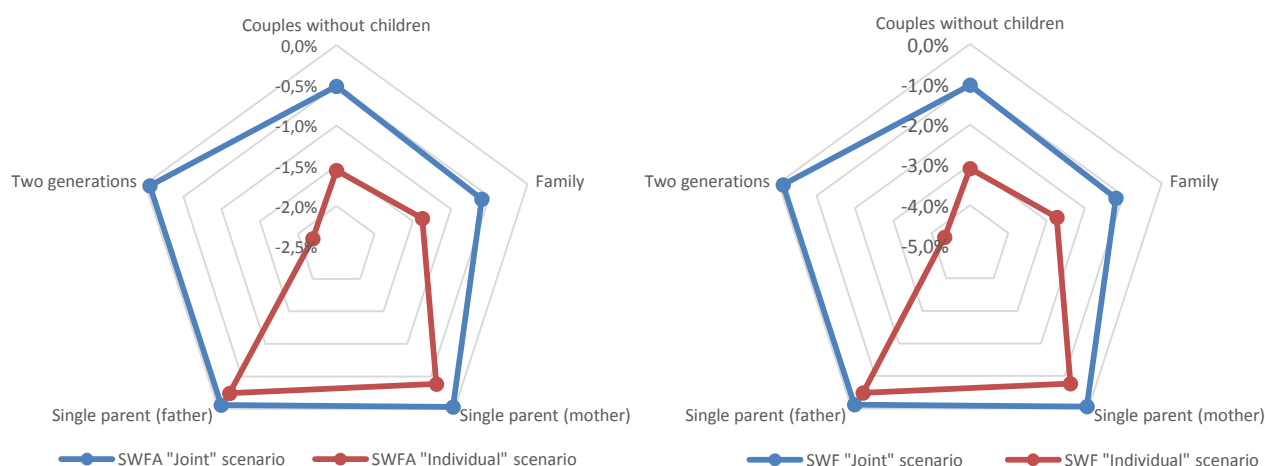 Couples without children
0,0%
-0,5%
-1,0%
-1,5%
-2,0%
-2,5%
Two generations
Family
Single parent (father)
Single parent (mother)
SWFA "Joint" scenario
SWFA "Individual" scenario
Couples without children
0,0%
-1,0%
-2,0%
-3,0%
-4,0%
-5,0%
Two generations
Family
Single parent (father)
Single parent (mother)
SWF "Joint" scenario
SWF "Individual" scenario